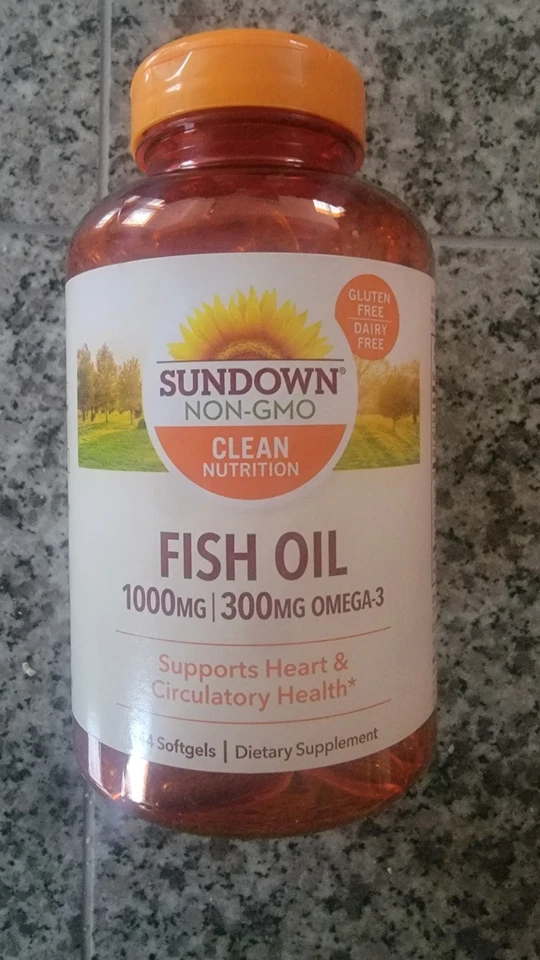 GLUTEN
FREE
DAIRY
FREE
SUNDOWN®
NON-GMO
CLEAN
NUTRITION
FISH OIL
1000MG | 300MG OMEGA-3
Supports Heart &
Circulatory Health*
Softgels | Dietary Supplement